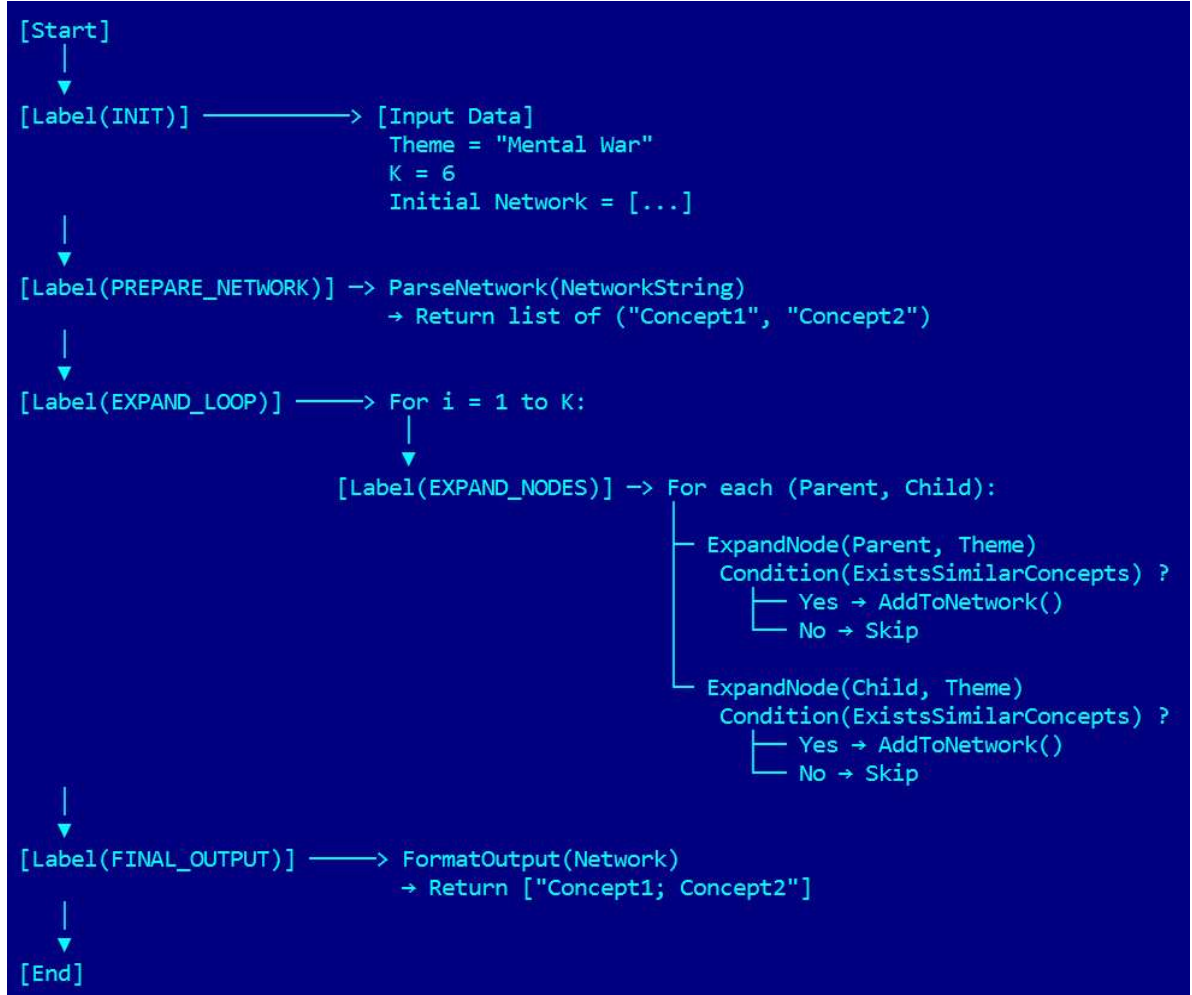 [Start]
[Label(INIT)] ───────────> [Input Data]
Theme = "Mental War"
K = 6
Initial Network = [...]
[Label(PREPARE_NETWORK)] ─> ParseNetwork(NetworkString)
→ Return list of ("Concept1", "Concept2")
[Label(EXPAND_LOOP)] ─────> For i = 1 to K:
[Label(EXPAND_NODES)] ─> For each (Parent, Child):
├─ ExpandNode(Parent, Theme)
Condition(ExistsSimilarConcepts) ?
├── Yes → AddToNetwork()
└── No → Skip
└─ ExpandNode(Child, Theme)
Condition(ExistsSimilarConcepts) ?
├── Yes → AddToNetwork()
└── No → Skip
[Label(FINAL_OUTPUT)] ─────> FormatOutput(Network)
→ Return ["Concept1; Concept2"]
[End]